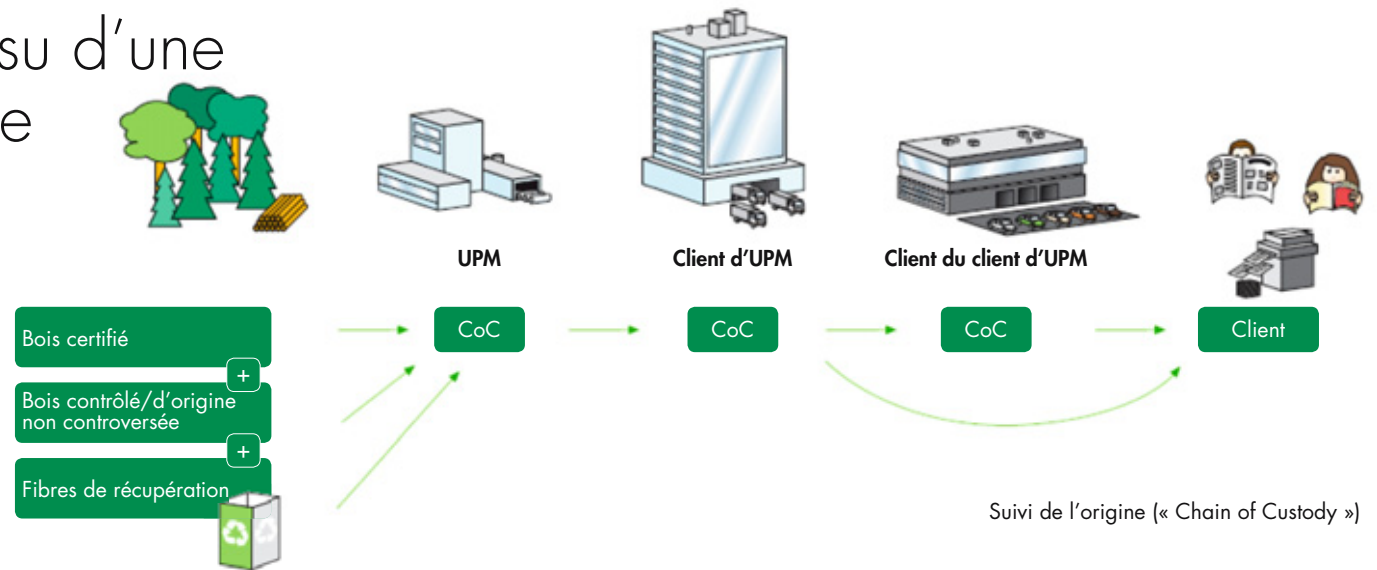 su d'une
e
UPM
Client d'UPM
Client du client d'UPM
Bois certifié
CoC
CoC
CoC
Client
+
Bois contrôlé/d'origine
non controversée
+
Fibres de récupération
Suivi de l'origine (« Chain of Custody »)